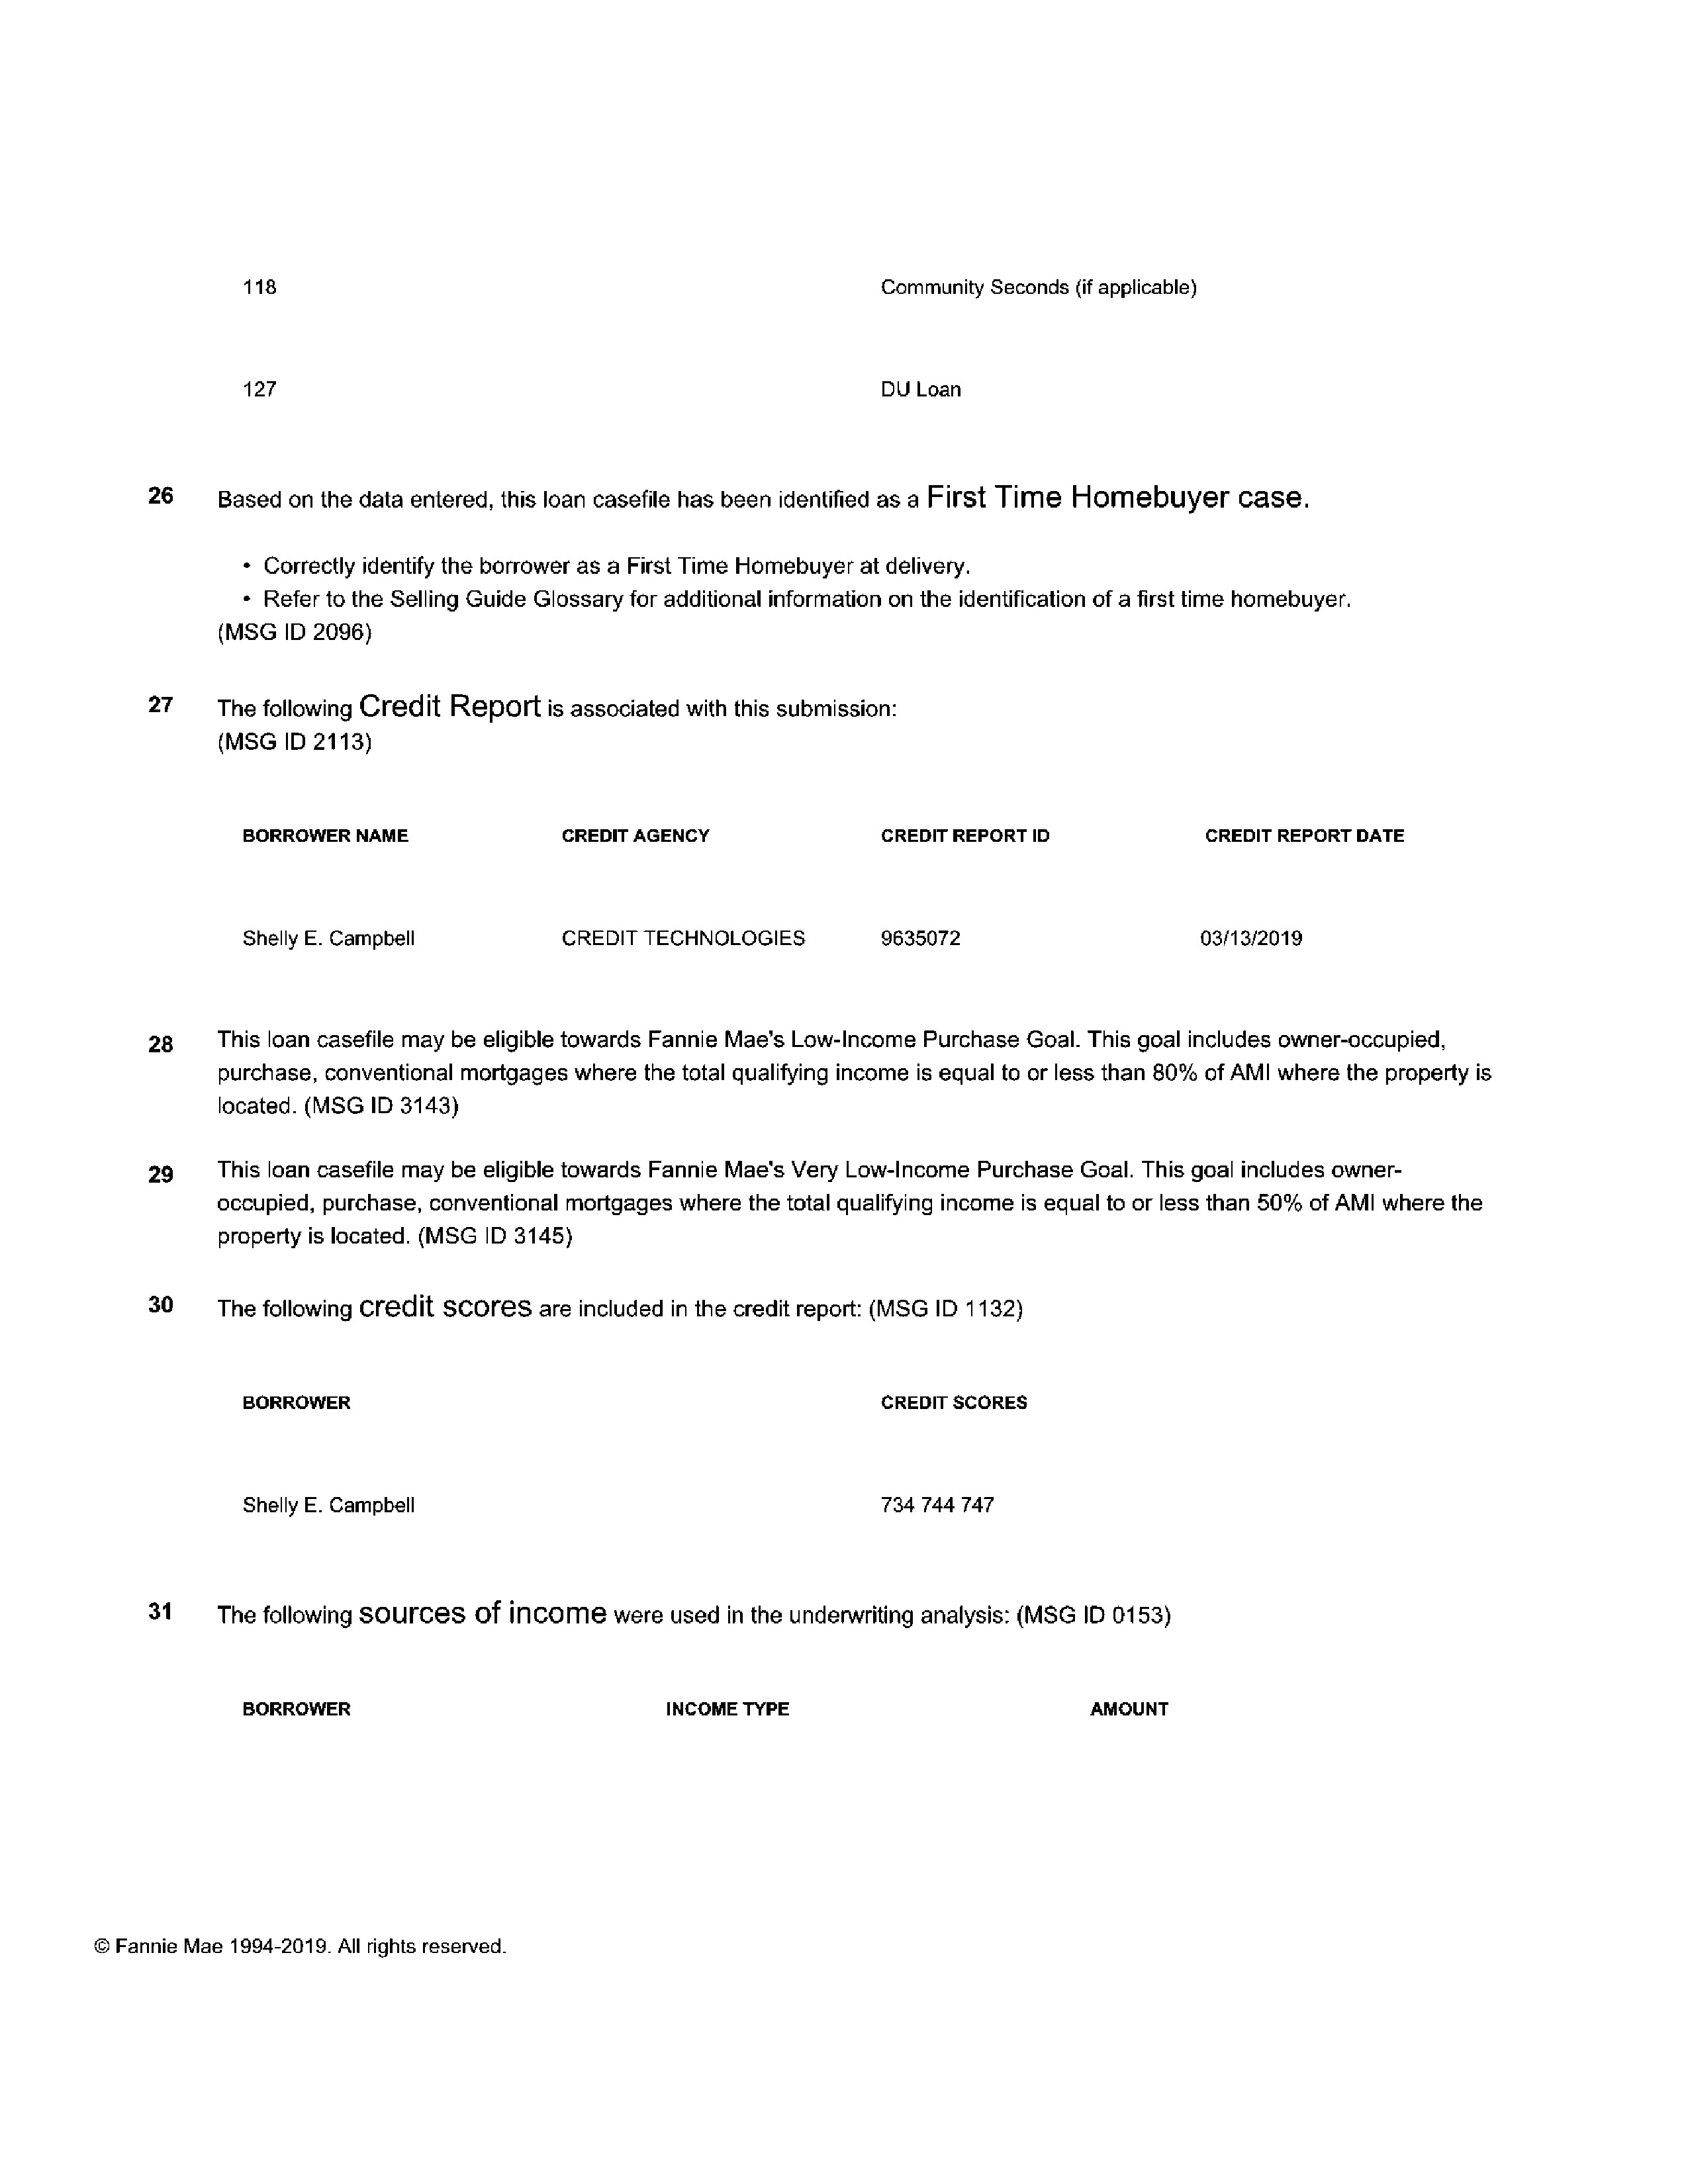 118 Community Seconds (if applicable)
127 DU Loan
26 Based on the data entered, this loan casefile has been identified as a First Time Homebuyer case.
• Correctly identify the borrower as a First Time Homebuyer at delivery.
• Refer to the Selling Guide Glossary for additional information on the identification of a first time homebuyer.
(MSG ID 2096)
27 The following Credit Report is associated with this submission:
(MSG ID 2113)
BORROWER NAME CREDIT AGENCY CREDIT REPORT ID CREDIT REPORT DATE
Shelly E. Campbell CREDIT TECHNOLOGIES 9635072 03/13/2019
28 This loan casefile may be eligible towards Fannie Mae's Low-Income Purchase Goal. This goal includes owner-occupied,
purchase, conventional mortgages where the total qualifying income is equal to or less than 80% of AMI where the property is
located. (MSG ID 3143)
29 This loan casefile may be eligible towards Fannie Mae's Very Low-Income Purchase Goal. This goal includes owner-
occupied, purchase, conventional mortgages where the total qualifying income is equal to or less than 50% of AMI where the
property is located. (MSG ID 3145)
30 The following credit scores are included in the credit report: (MSG ID 1132)
BORROWER CREDIT SCORES
Shelly E. Campbell 734 744 747
31 The following sources of income were used in the underwriting analysis: (MSG ID 0153)
BORROWER INCOME TYPE AMOUNT
© Fannie Mae 1994-2019. All rights reserved.